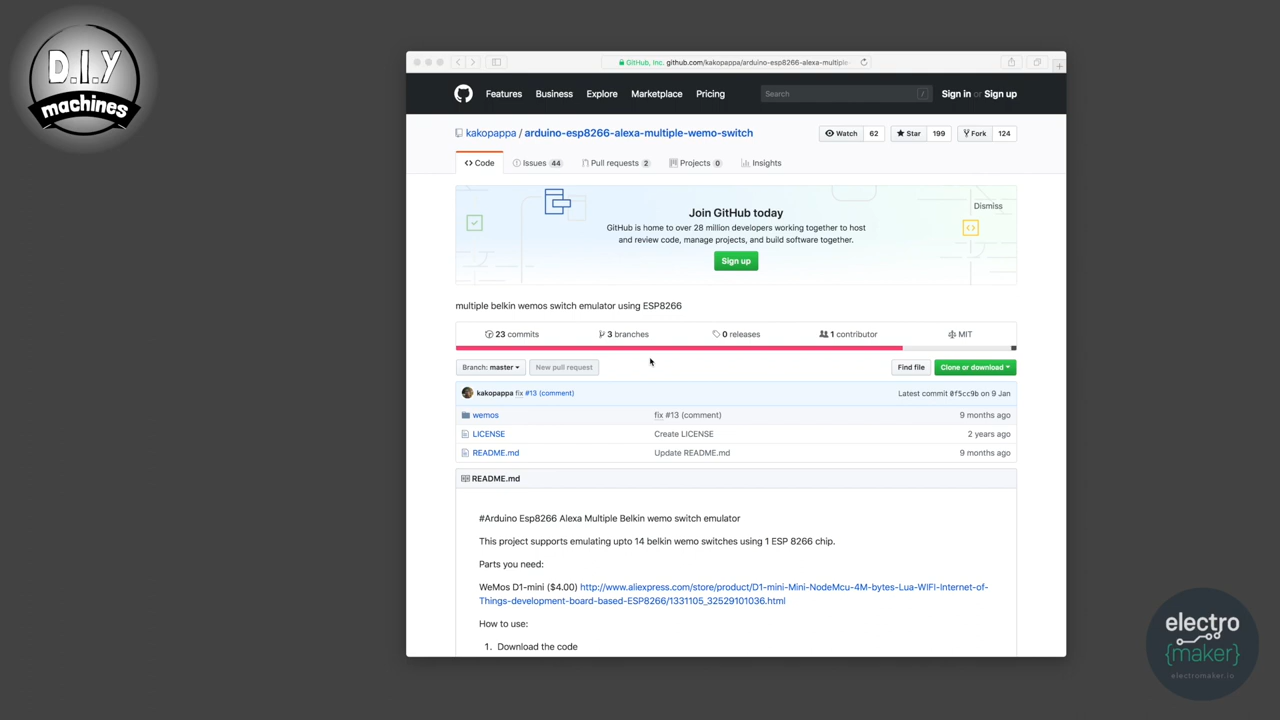 D.I.Y
machines
GitHub, Inc. github.com/kakopappa/arduino-esp8266-alexa-multiple-
Features Business Explore Marketplace Pricing Search / Sign in or Sign up
kakopappa / arduino-esp8266-alexa-multiple-wemo-switch
Watch 62 Star 199 Fork 124
Code Issues 44 Pull requests 2 Projects 0 Insights
Dismiss
Join GitHub today
GitHub is home to over 28 million developers working together to host
and review code, manage projects, and build software together.
Sign up
multiple belkin wemos switch emulator using ESP8266
23 commits 3 branches 0 releases 1 contributor MIT
Branch: master New pull request Find file Clone or download
kakopappa fix #13 (comment) Latest commit 0f5cc9b on 9 Jan
wemos fix #13 (comment) 9 months ago
LICENSE Create LICENSE 2 years ago
README.md Update README.md 9 months ago
README.md
#Arduino Esp8266 Alexa Multiple Belkin wemo switch emulator
This project supports emulating upto 14 belkin wemo switches using 1 ESP 8266 chip.
Parts you need:
WeMos D1-mini ($4.00) http://www.aliexpress.com/store/product/D1-mini-Mini-NodeMcu-4M-bytes-Lua-WIFI-Internet-of-
Things-development-board-based-ESP8266/1331105_32529101036.html
How to use:
1. Download the code
electro
{maker}
electromaker.io